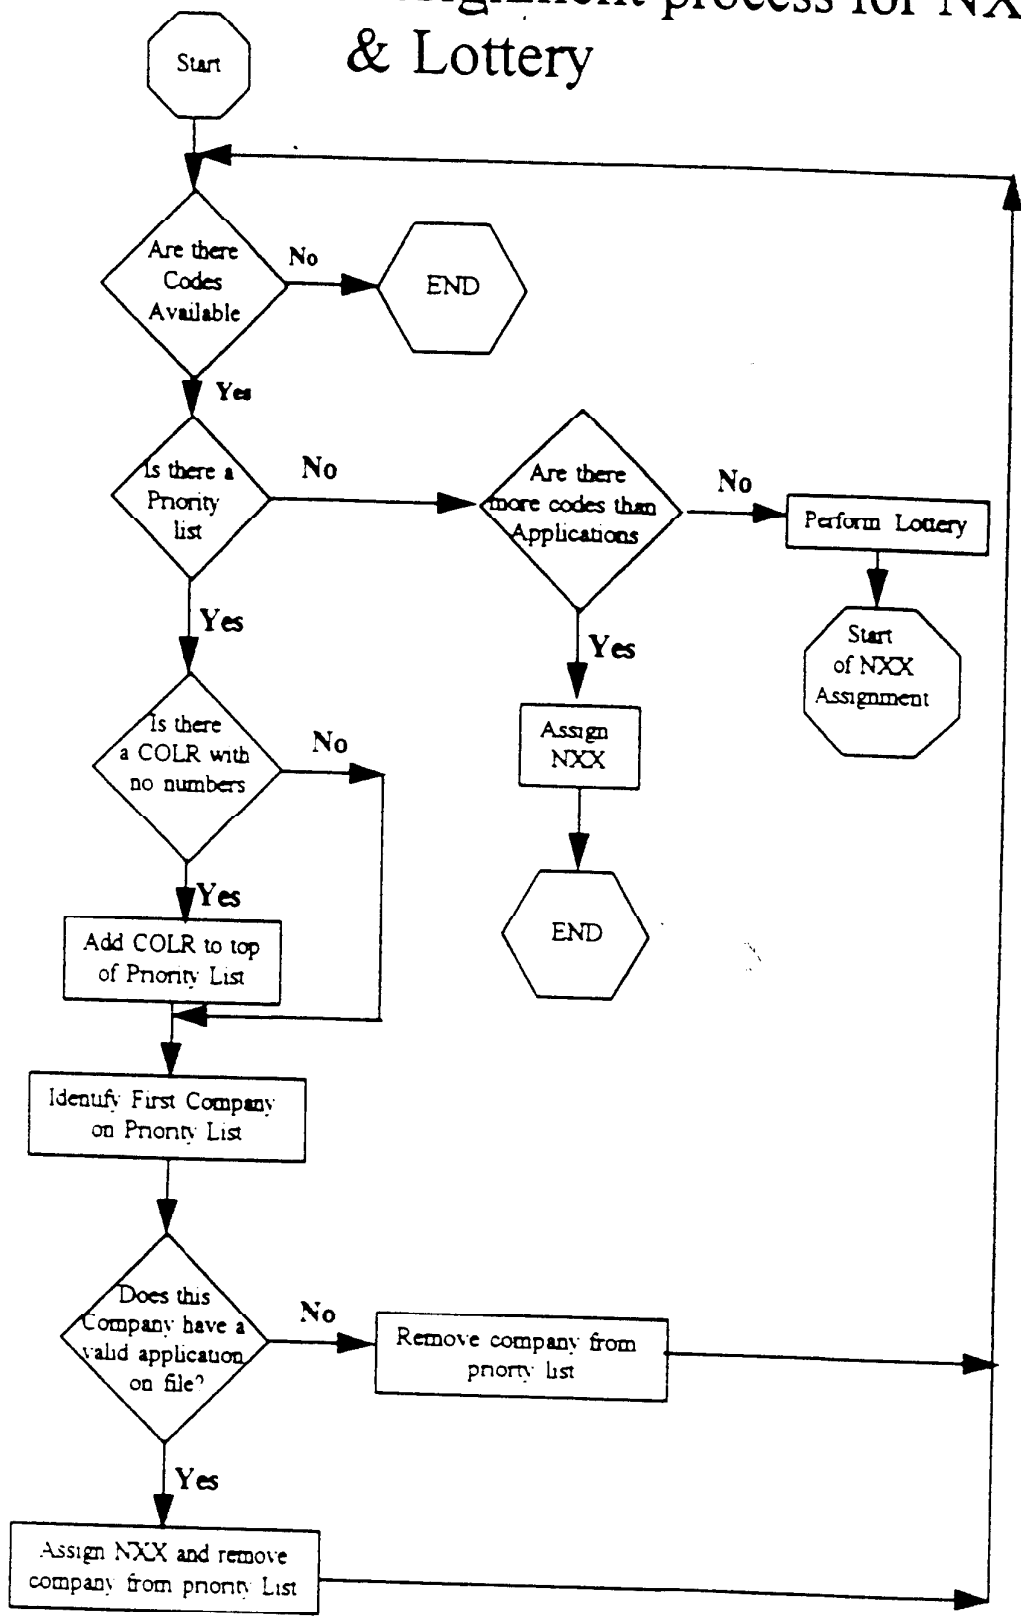 process for
& Lottery
Start
Are there
Codes
Available
No
END
Yes
Is there a
Priority
list
No
Are there
more codes than
Applications
No
Perform Lottery
Yes
Yes
Start
of NXX
Assignment
Is there
a COLR with
no numbers
No
Assign
NXX
Yes
END
Add COLR to top
of Priority List
Identify First Company
on Priority List
Does this
Company have a
valid application
on file?
No
Remove company from
priorty list
Yes
Assign NXX and remove
company from priority List